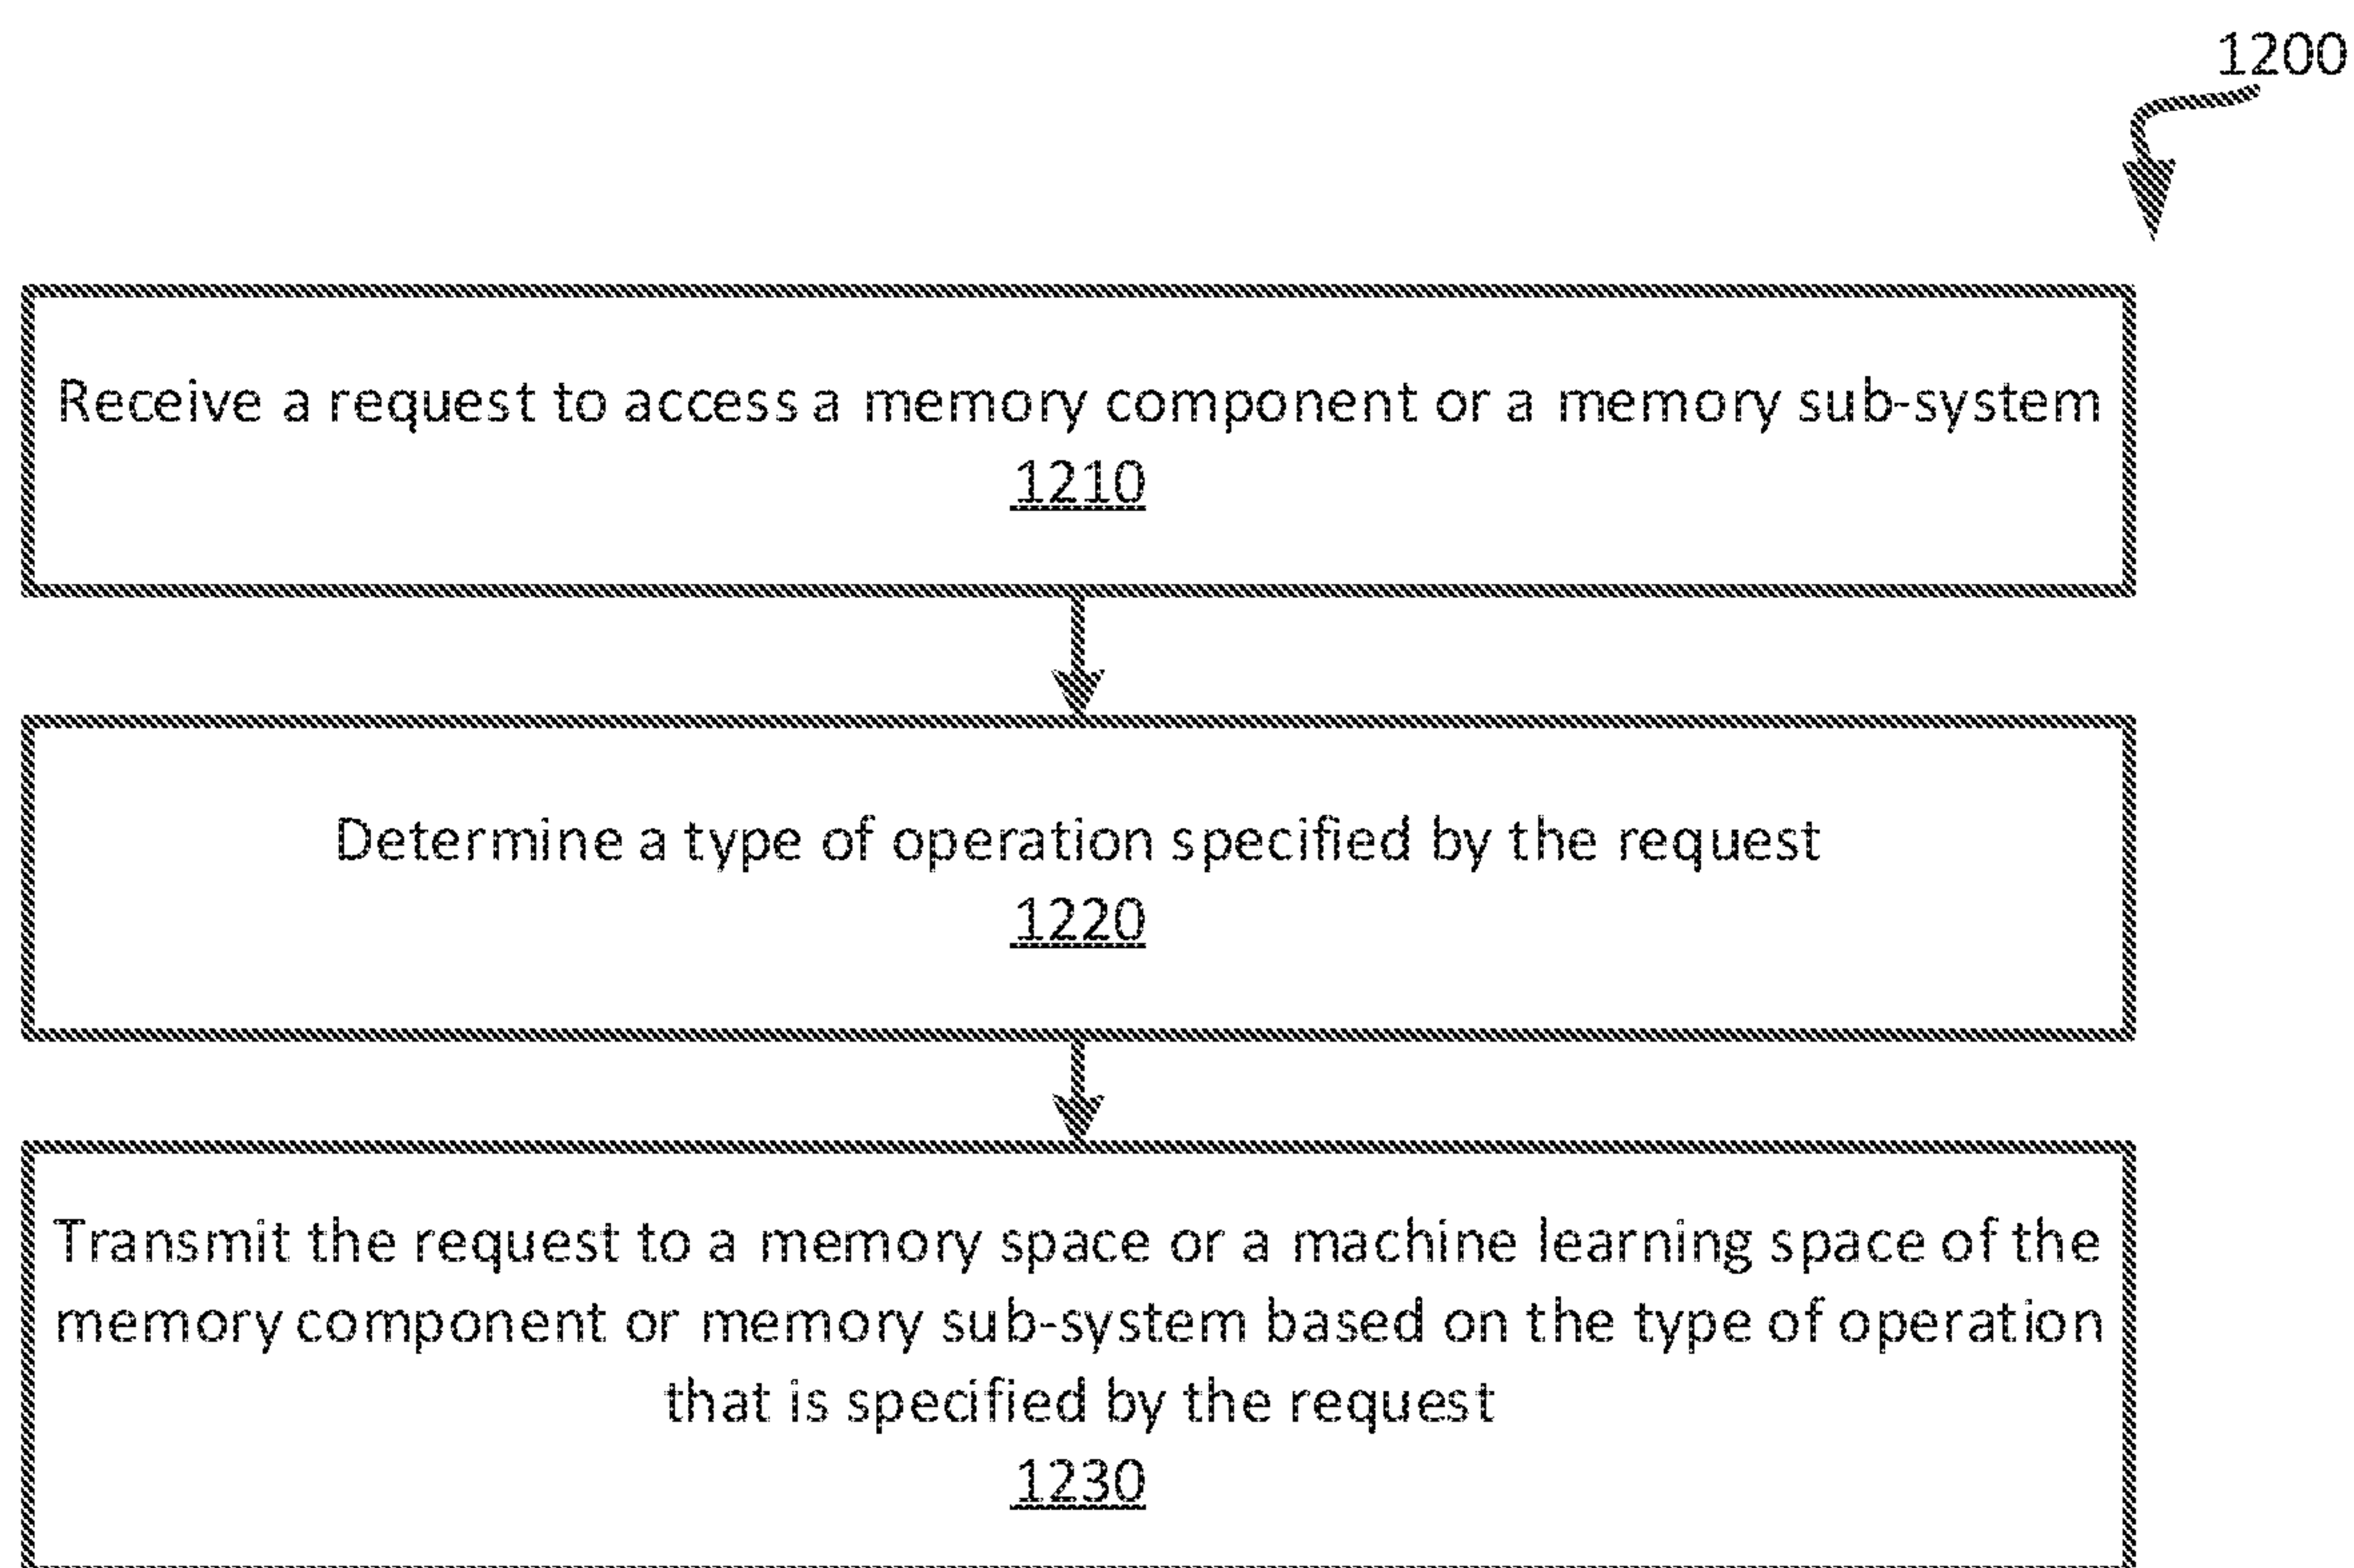 1200
Receive a request to access a memory component or a memory sub-system
1210
Determine a type of operation specified by the request
1220
Transmit the request to a memory space or a machine learning space of the
memory component or memory sub-system based on the type of operation
that is specified by the request
1230